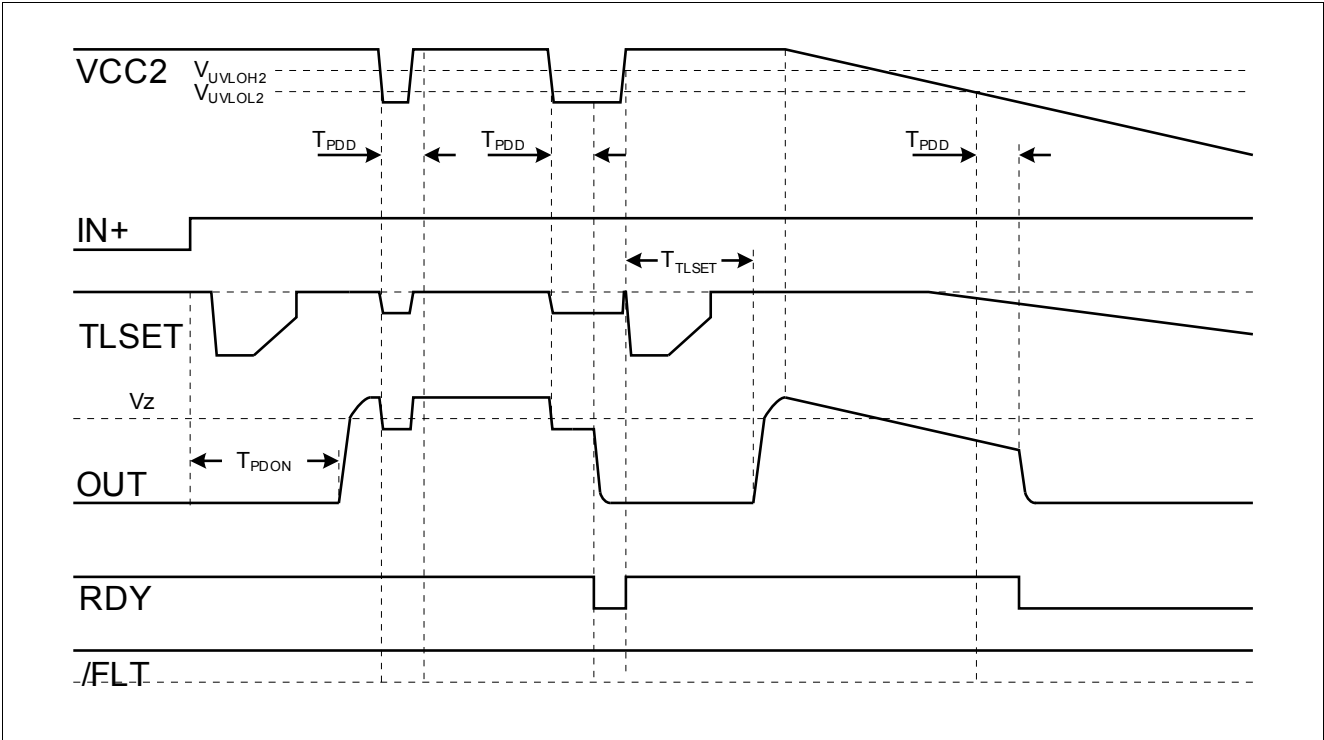 VCC2
VUVLOH2
VUVLOL2
TPDD TPDD TPDD
IN+
TTLSET
TLSET
Vz
TPDON
OUT
RDY
/FLT